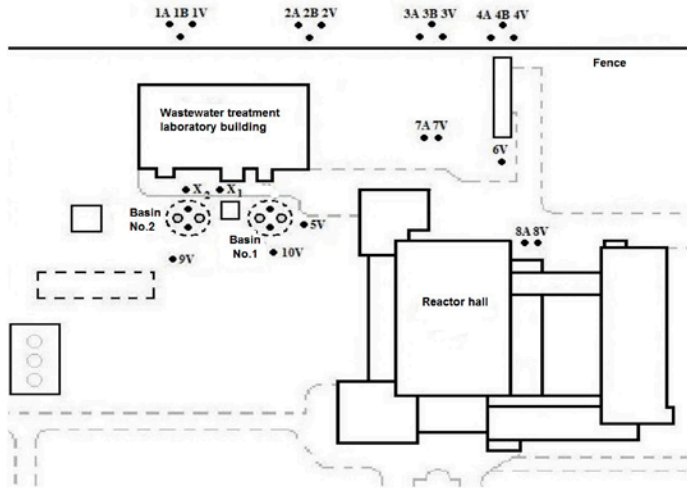 1A 1B 1V
2A 2B 2V
3A 3B 3V
4A 4B 4V
Fence
Wastewater treatment
laboratory building
7A 7V
6V
X2
X1
Basin
No.2
Basin
No.1
5V
8A 8V
9V
10V
Reactor hall